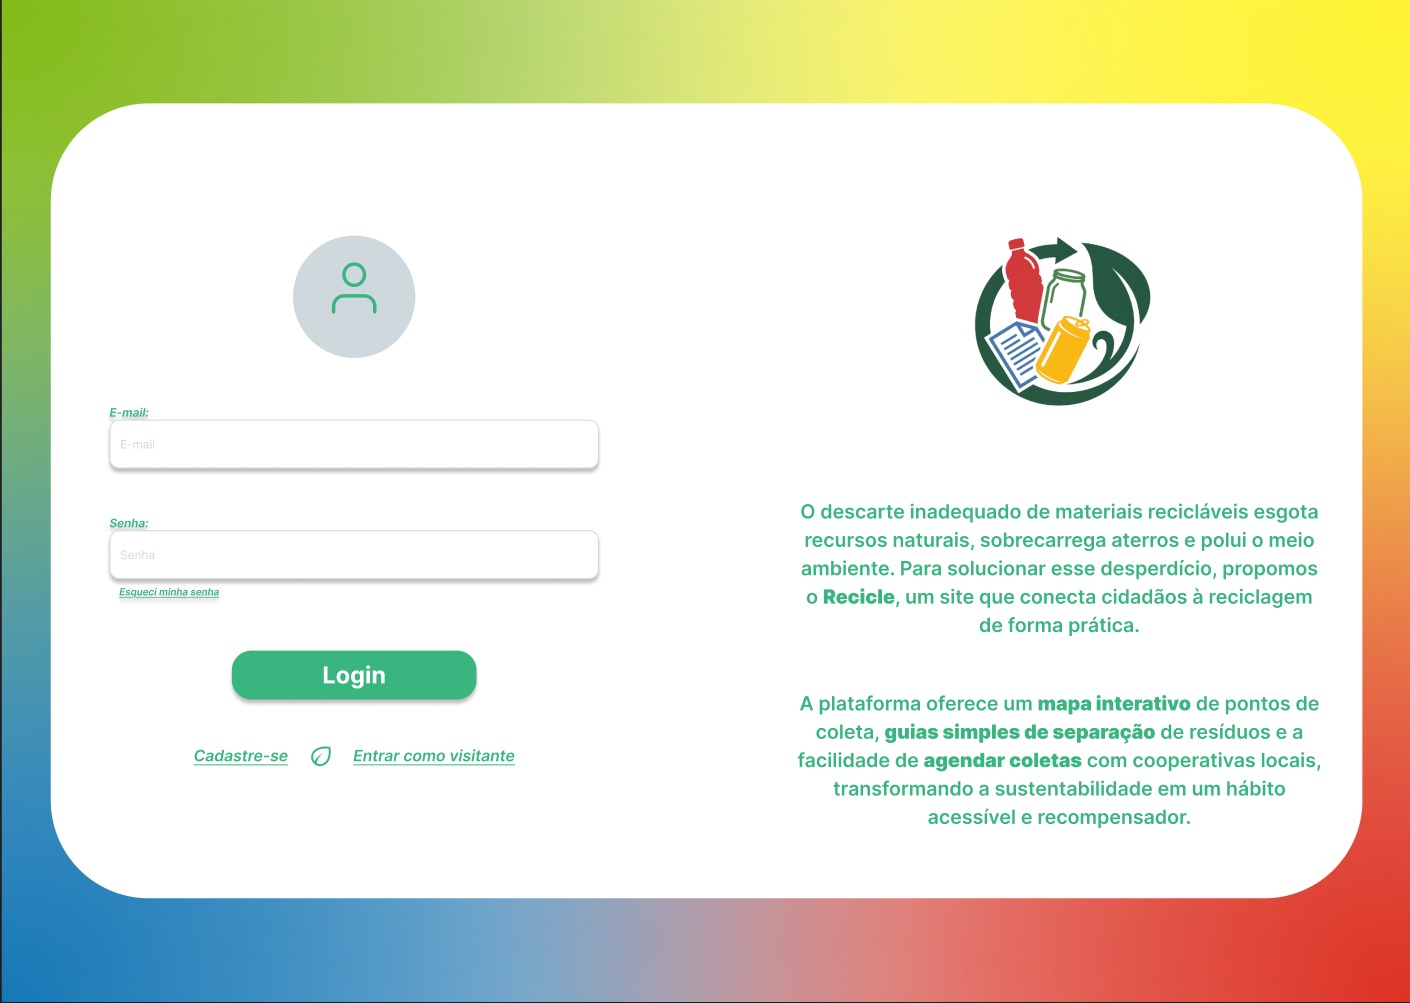 E-mail:
E-mail
Senha:
Senha
Esqueci minha senha
Login
Cadastre-se
Entrar como visitante
O descarte inadequado de materiais recicláveis esgota
recursos naturais, sobrecarrega aterros e polui o meio
ambiente. Para solucionar esse desperdício, propomos
o Recicle, um site que conecta cidadãos à reciclagem
de forma prática.
A plataforma oferece um mapa interativo de pontos de
coleta, guias simples de separação de resíduos e a
facilidade de agendar coletas com cooperativas locais,
transformando a sustentabilidade em um hábito
acessível e recompensador.